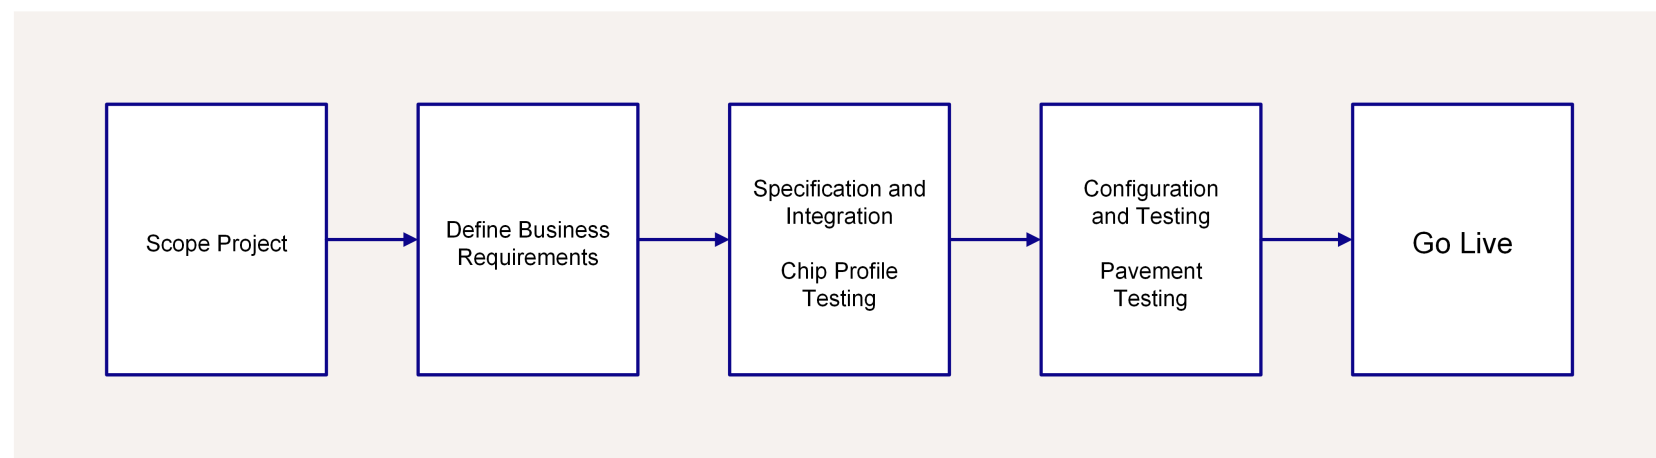 Scope Project
Define Business
Requirements
Specification and
Integration
Chip Profile
Testing
Configuration
and Testing
Pavement
Testing
Go Live